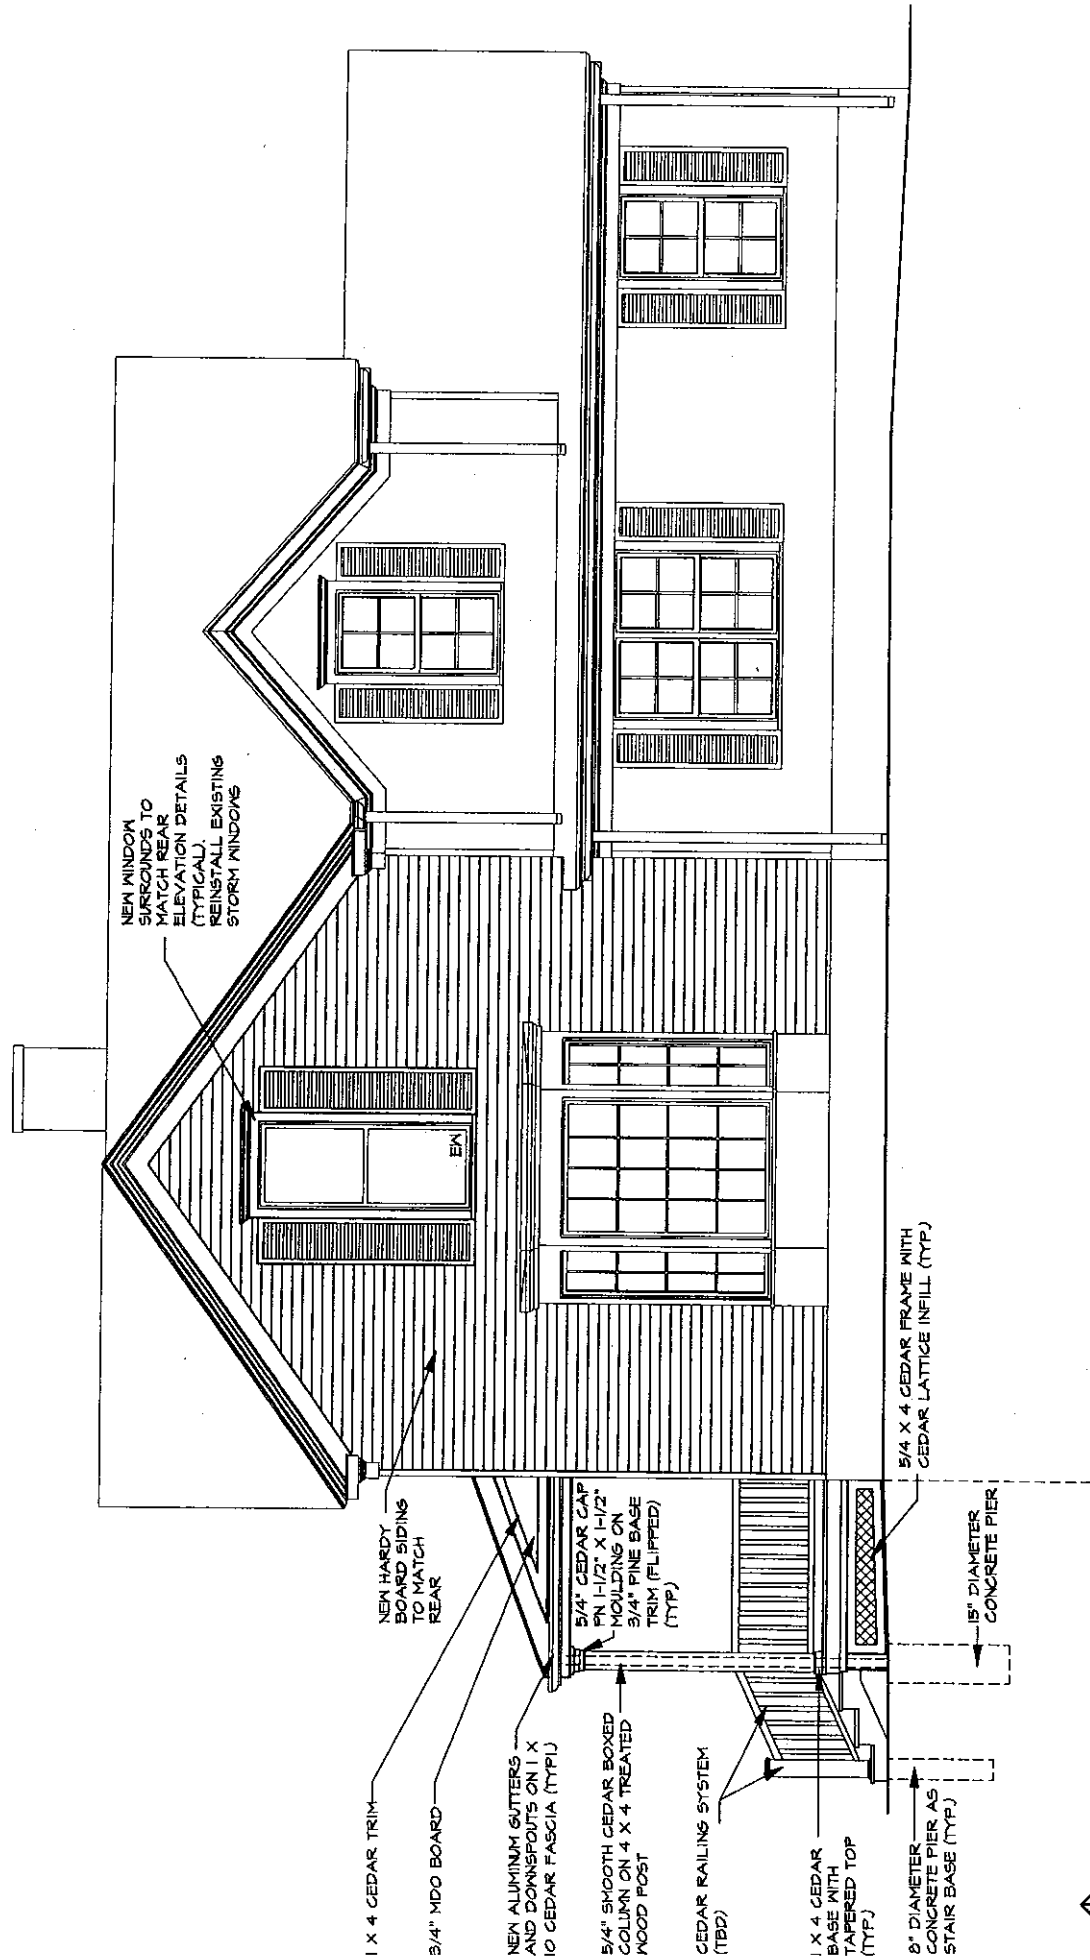 NEW WINDOW
SURROUNDS TO
MATCH REAR
ELEVATION DETAILS
(TYPICAL).
REINSTALL EXISTING
STORM WINDOWS
EW
NEW HARDY
BOARD SIDING
TO MATCH
REAR
1 X 4 CEDAR TRIM
3/4" MDO BOARD
NEW ALUMINUM GUTTERS
AND DOWNSPOUTS ON 1 X
10 CEDAR FASCIA (TYP.)
5/4" CEDAR CAP
PN 1-1/2" X 1-1/2"
MOULDING ON
3/4" PINE BASE
TRIM (FLIPPED)
(TYP.)
5/4" SMOOTH CEDAR BOXED
COLUMN ON 4 X 4 TREATED
WOOD POST
CEDAR RAILING SYSTEM
(TBD)
1 X 4 CEDAR
BASE WITH
TAPERED TOP
(TYP.)
8" DIAMETER
CONCRETE PIER AS
STAIR BASE (TYP.)
5/4 X 4 CEDAR FRAME WITH
CEDAR LATTICE INFILL (TYP.)
15" DIAMETER
CONCRETE PIER